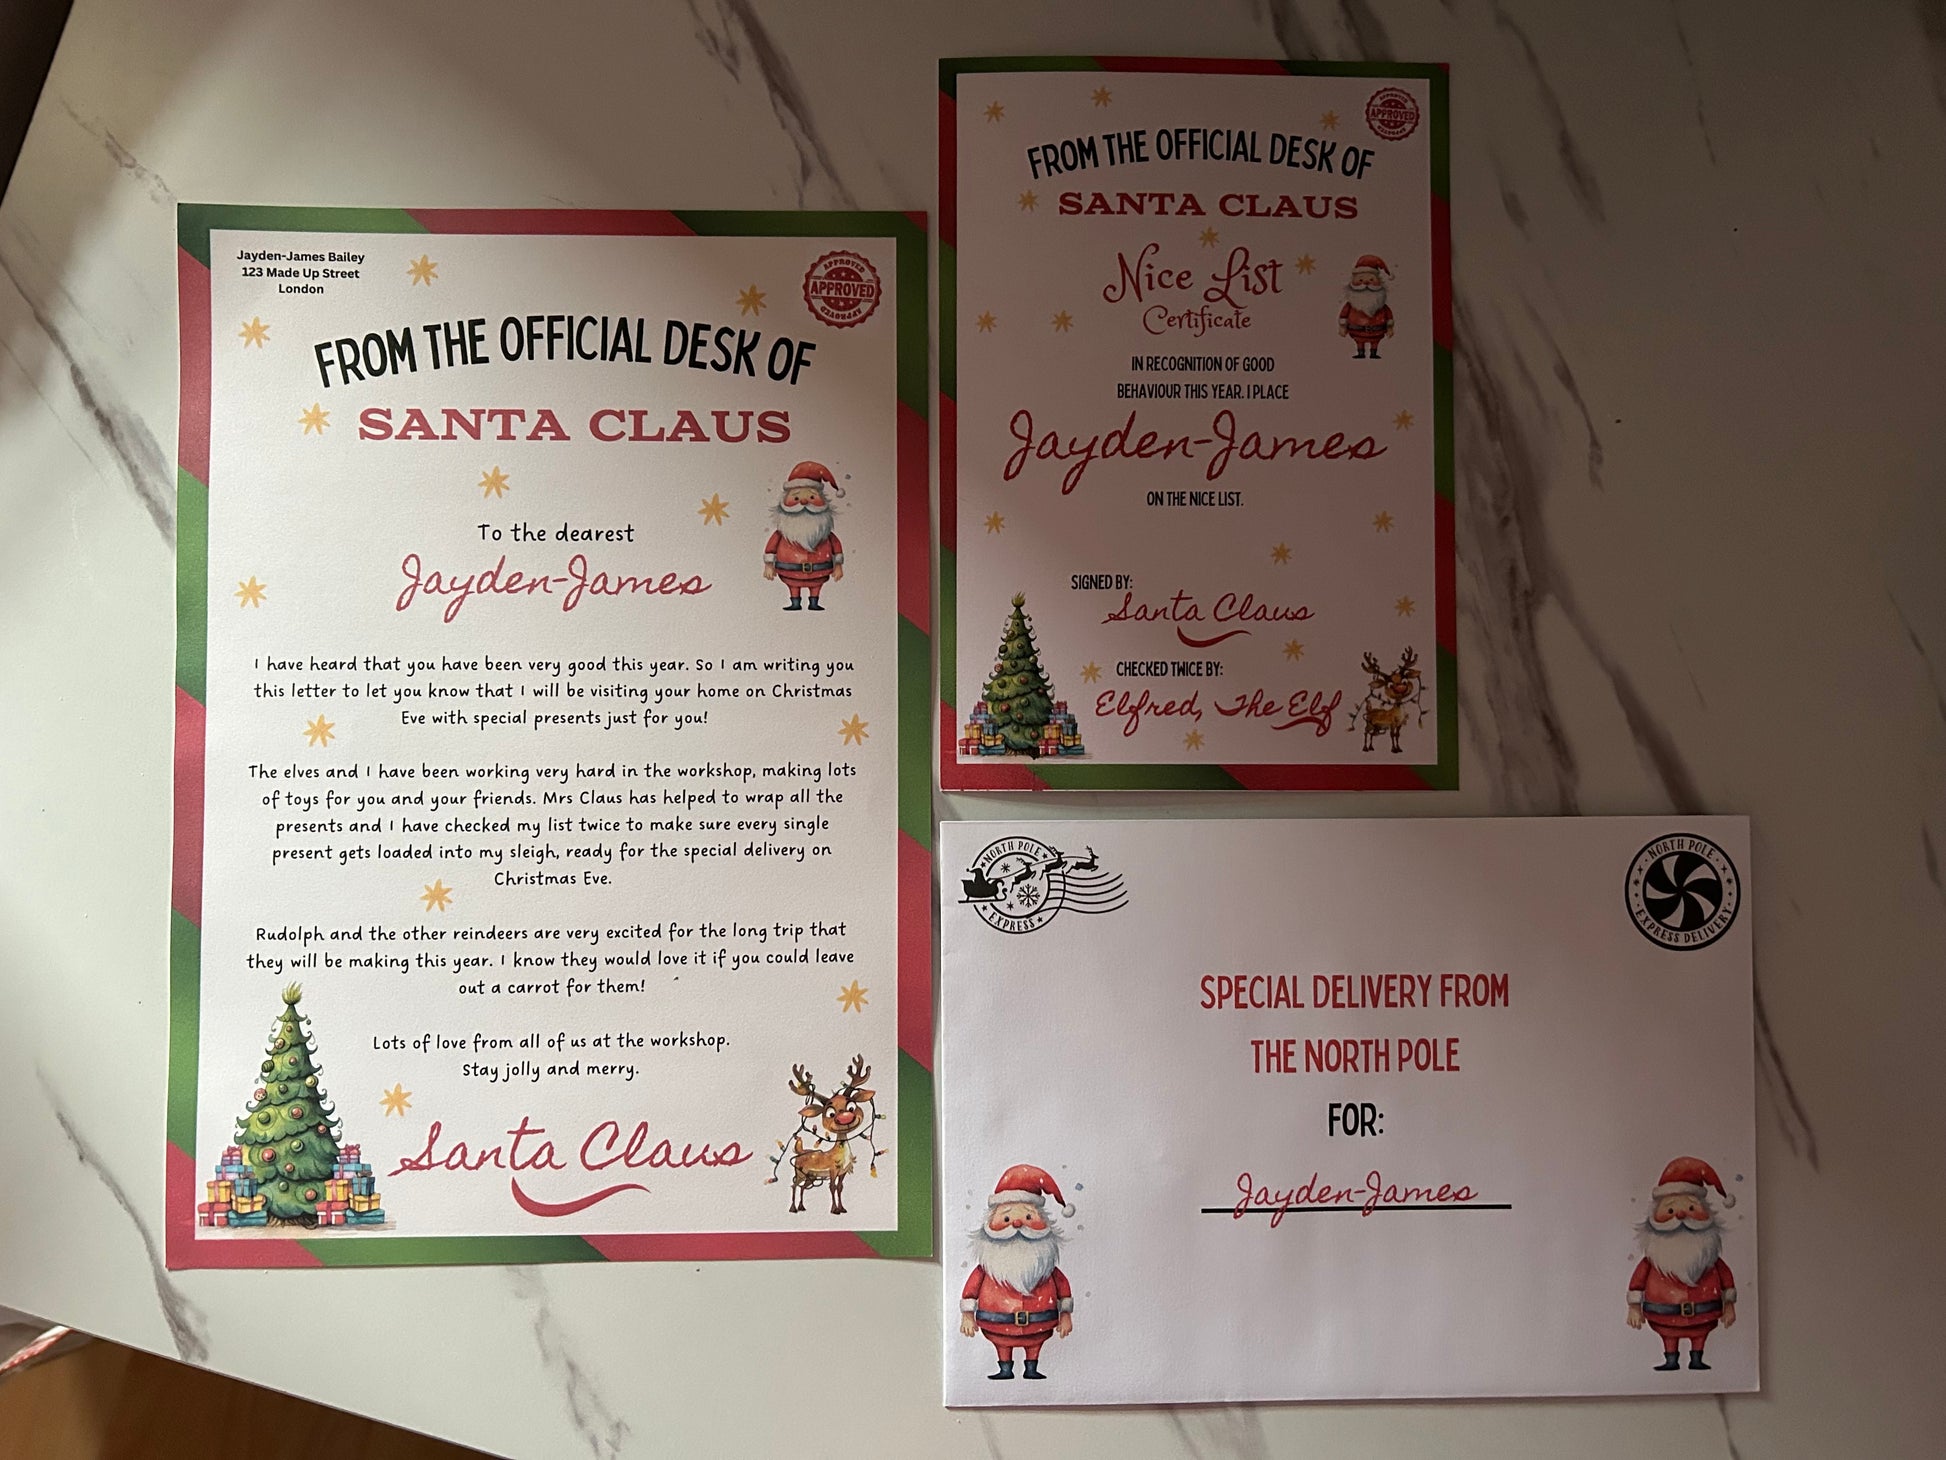 Jayden-James Bailey
123 Made Up Street
London
APPROVED
APPROVED
APPROVED
FROM THE OFFICIAL DESK OF
SANTA CLAUS
To the dearest
Jayden-James
I have heard that you have been very good this year. So I am writing you
this letter to let you know that I will be visiting your home on Christmas
Eve with special presents just for you!
The elves and I have been working very hard in the workshop, making lots
of toys for you and your friends. Mrs Claus has helped to wrap all the
presents and I have checked my list twice to make sure every single
present gets loaded into my sleigh, ready for the special delivery on
Christmas Eve.
Rudolph and the other reindeers are very excited for the long trip that
they will be making this year. I know they would love it if you could leave
out a carrot for them!
Lots of love from all of us at the workshop.
Stay jolly and merry.
Santa Claus
APPROVED
APPROVED
APPROVED
FROM THE OFFICIAL DESK OF
SANTA CLAUS
Nice List
Certificate
IN RECOGNITION OF GOOD
BEHAVIOUR THIS YEAR. I PLACE
Jayden-James
ON THE NICE LIST.
SIGNED BY:
Santa Claus
CHECKED TWICE BY:
Elfred, The Elf
NORTH POLE
EXPRESS
NORTH POLE
EXPRESS DELIVERY
SPECIAL DELIVERY FROM
THE NORTH POLE
FOR:
Jayden-James